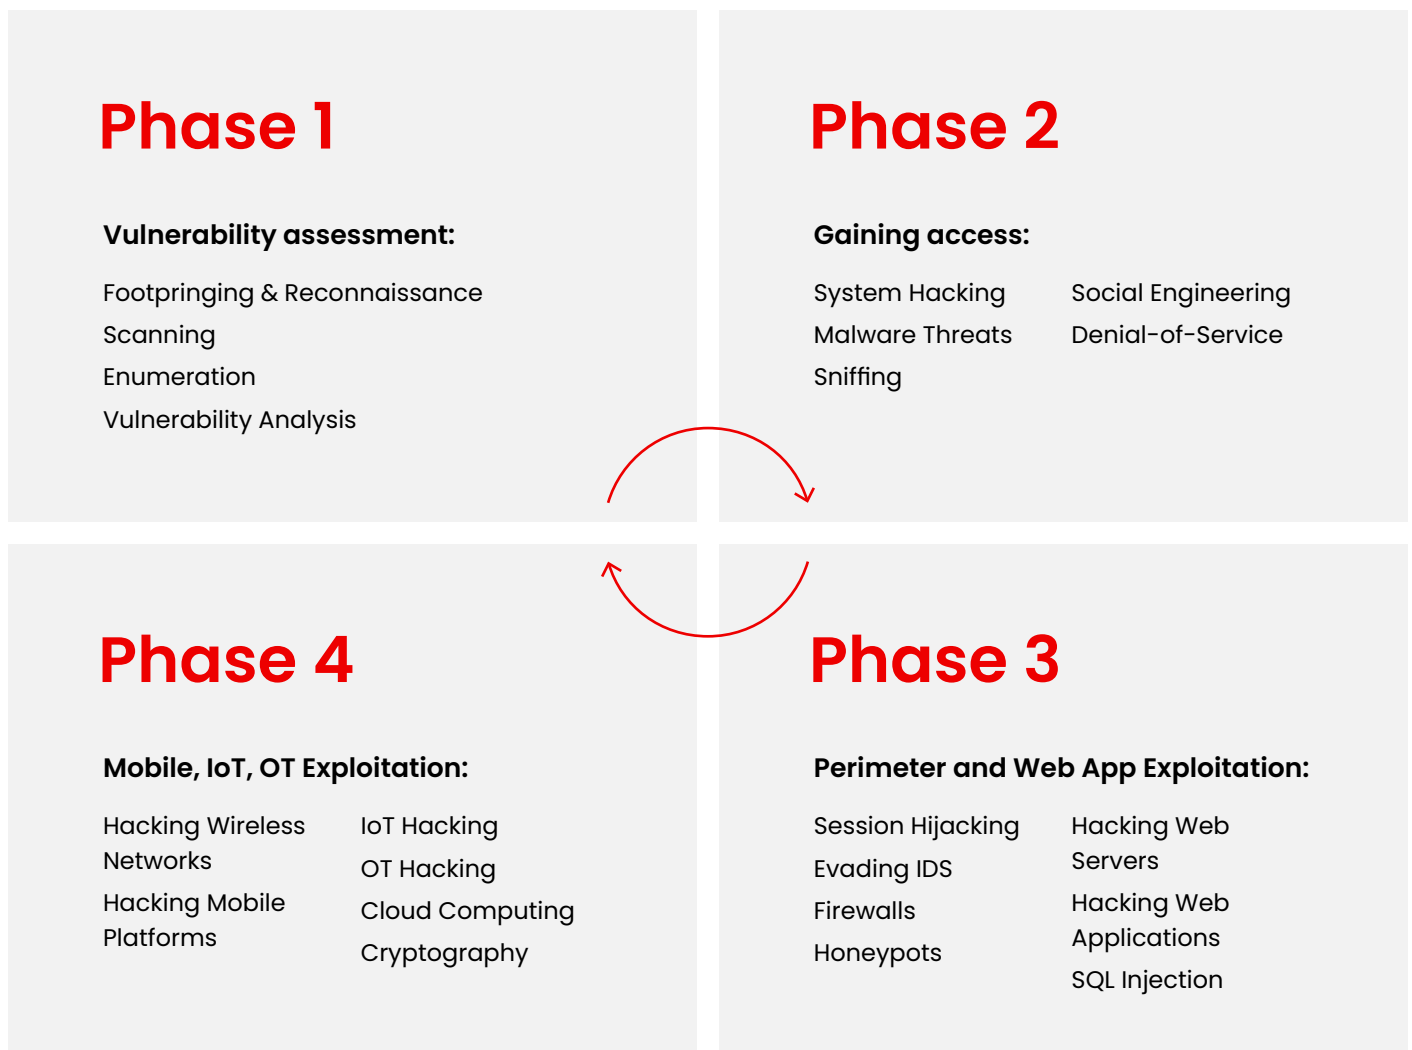 Phase 1
Vulnerability assessment:
Footpringing & Reconnaissance
Scanning
Enumeration
Vulnerability Analysis
Phase 2
Gaining access:
System Hacking
Malware Threats
Sniffing
Social Engineering
Denial-of-Service
Phase 4
Mobile, IoT, OT Exploitation:
Hacking Wireless
Networks
Hacking Mobile
Platforms
IoT Hacking
OT Hacking
Cloud Computing
Cryptography
Phase 3
Perimeter and Web App Exploitation:
Session Hijacking
Evading IDS
Firewalls
Honeypots
Hacking Web
Servers
Hacking Web
Applications
SQL Injection